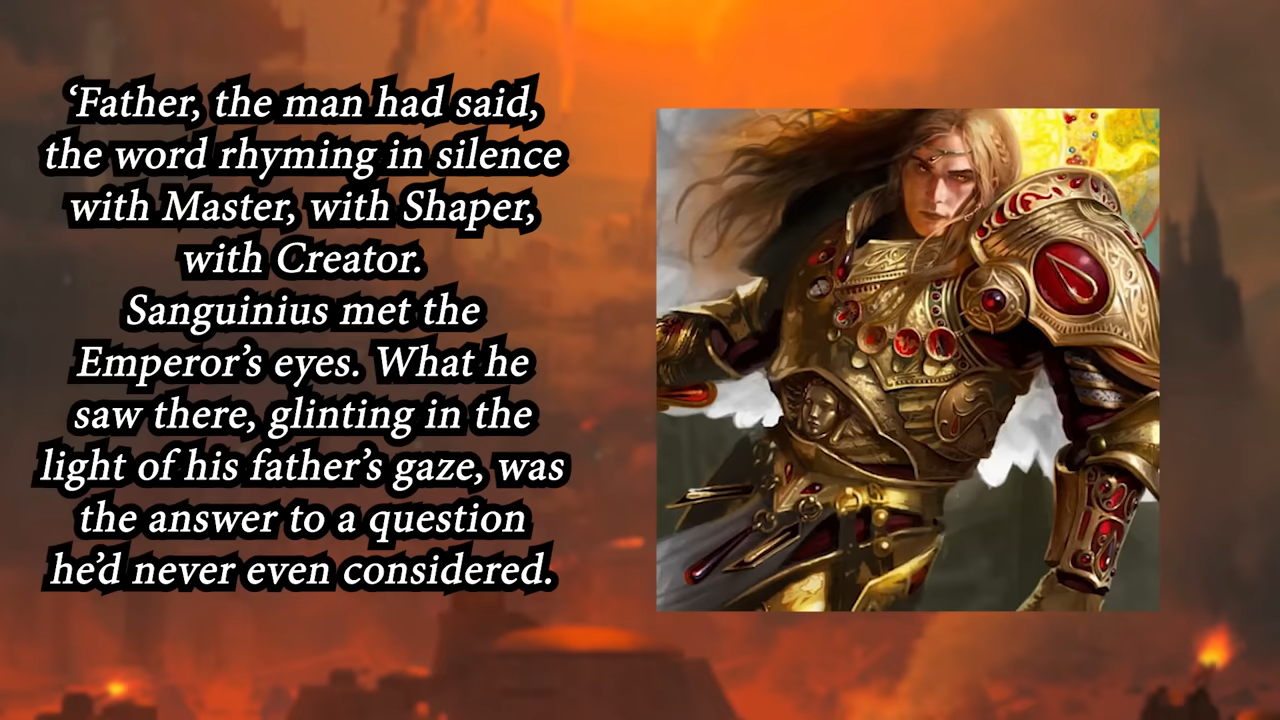 ‘Father, the man had said,
the word rhyming in silence
with Master, with Shaper,
with Creator.
Sanguinius met the
Emperor’s eyes. What he
saw there, glinting in the
light of his father’s gaze, was
the answer to a question
he’d never even considered.